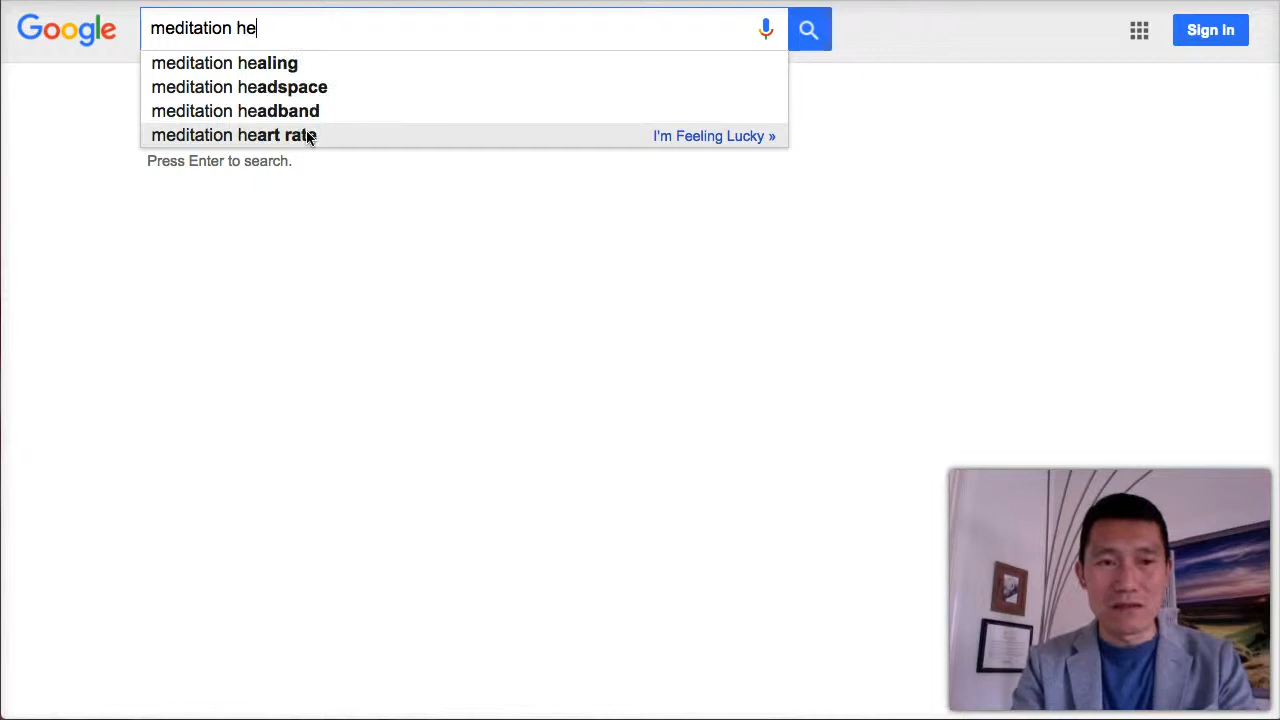 Google
meditation he
Sign in
meditation healing
meditation headspace
meditation headband
meditation heart rate
I'm Feeling Lucky »
Press Enter to search.